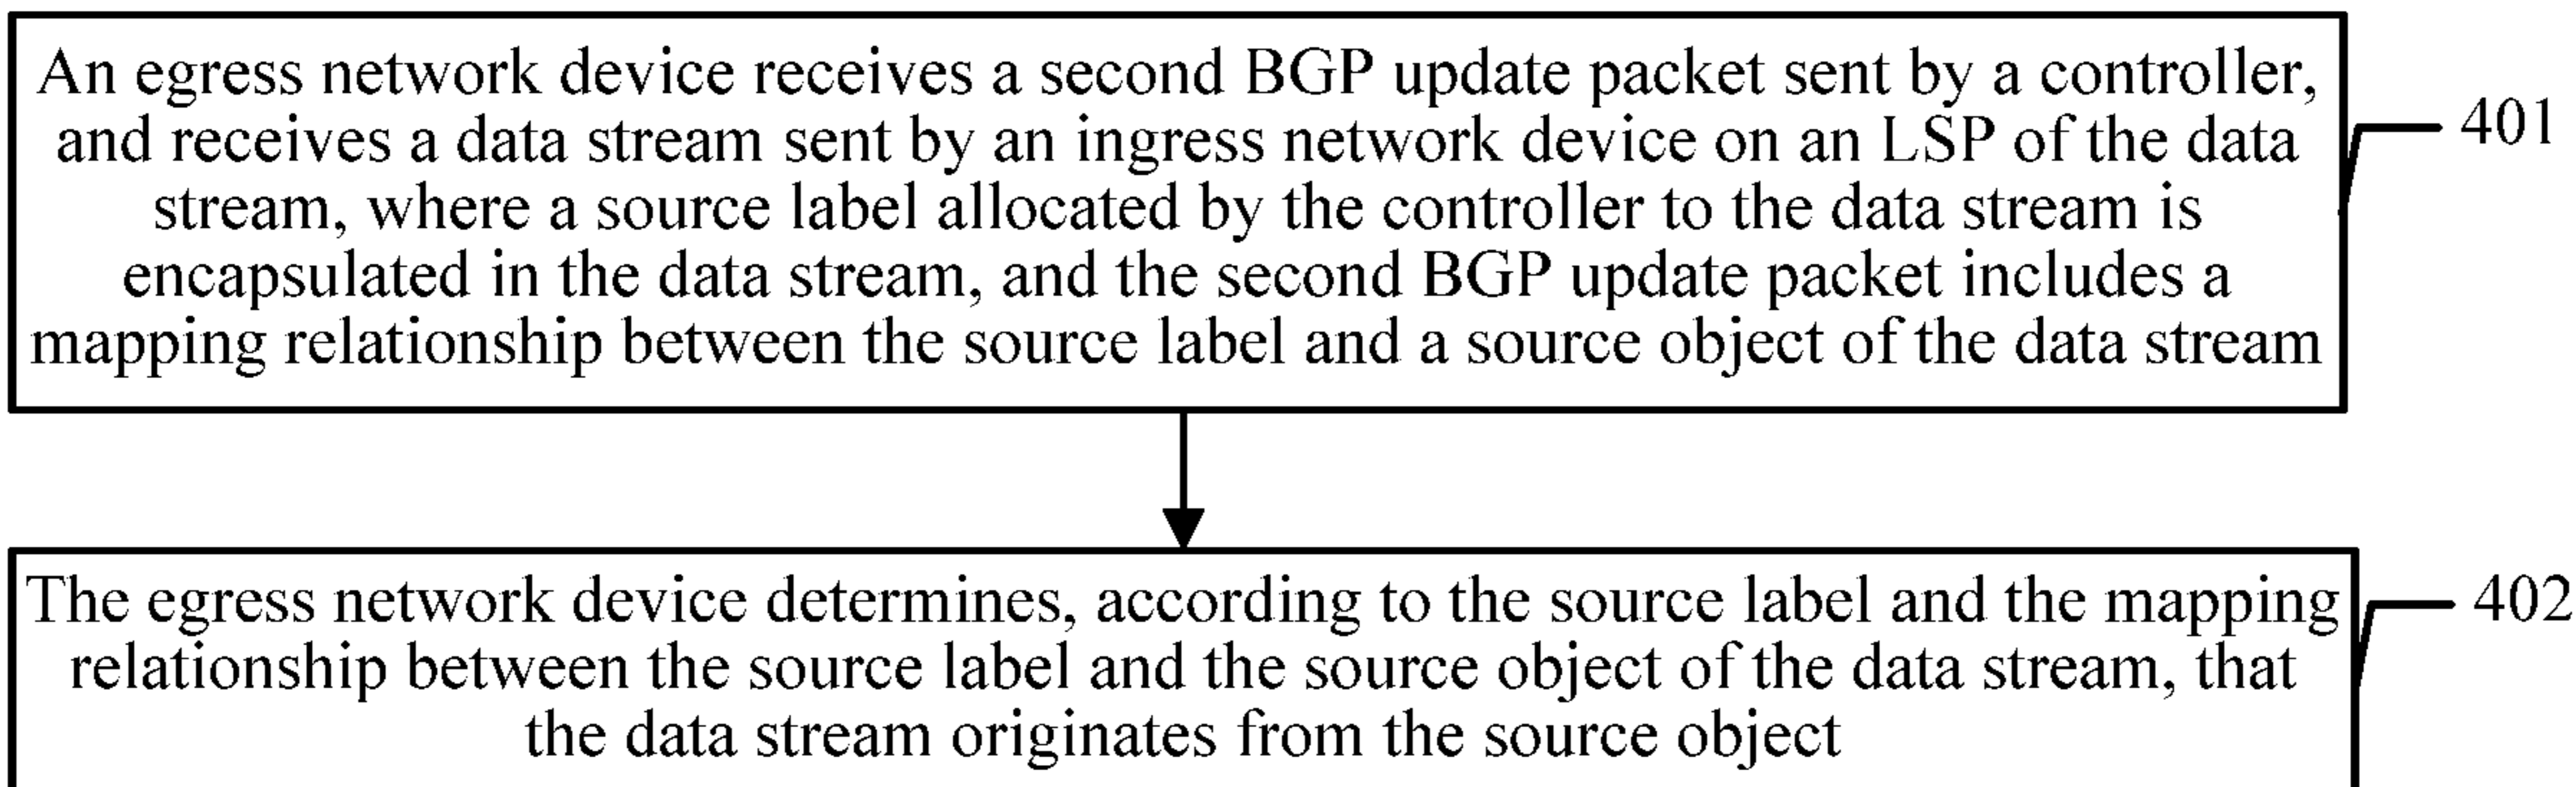 An egress network device receives a second BGP update packet sent by a controller,
and receives a data stream sent by an ingress network device on an LSP of the data
stream, where a source label allocated by the controller to the data stream is
encapsulated in the data stream, and the second BGP update packet includes a
mapping relationship between the source label and a source object of the data stream
401
The egress network device determines, according to the source label and the mapping
relationship between the source label and the source object of the data stream, that
the data stream originates from the source object
402